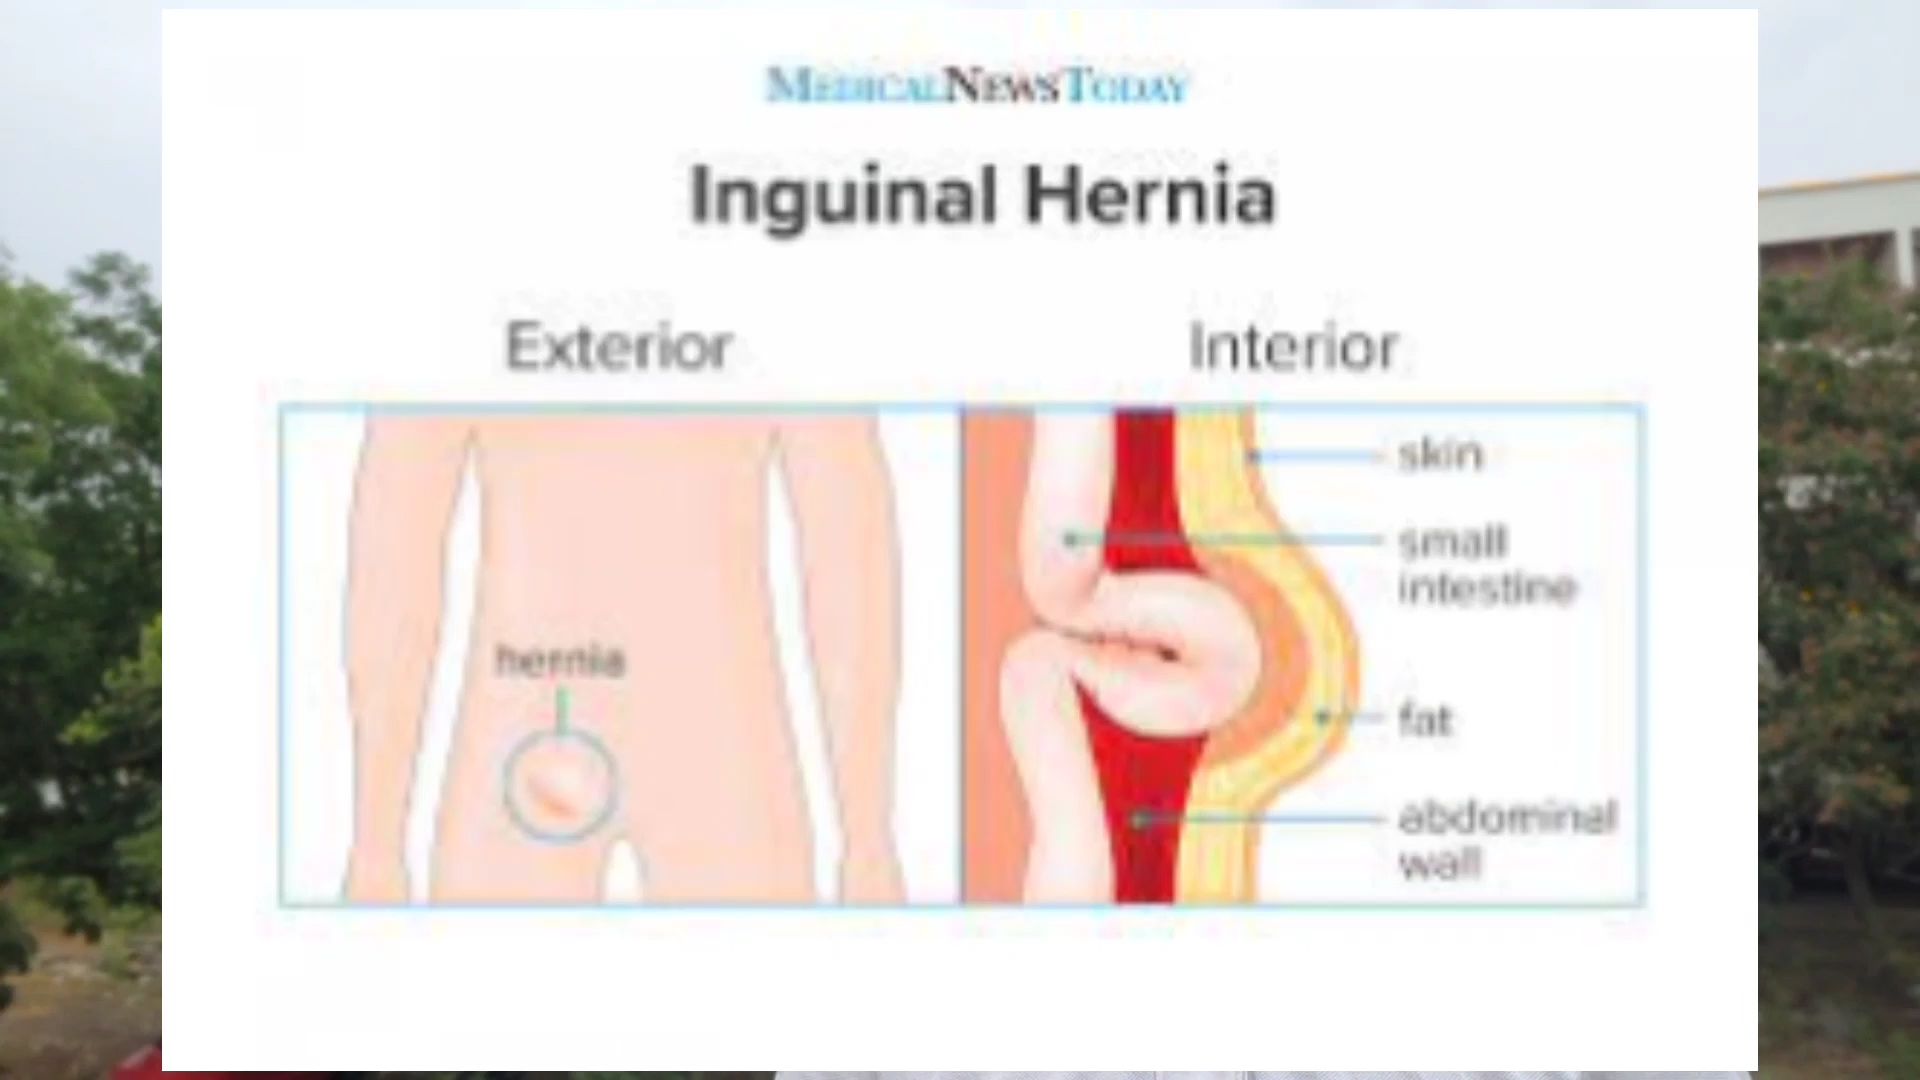 MEDICALNEWSTODAY
Inguinal Hernia
Exterior
Interior
hernia
skin
small
intestine
fat
abdominal
wall